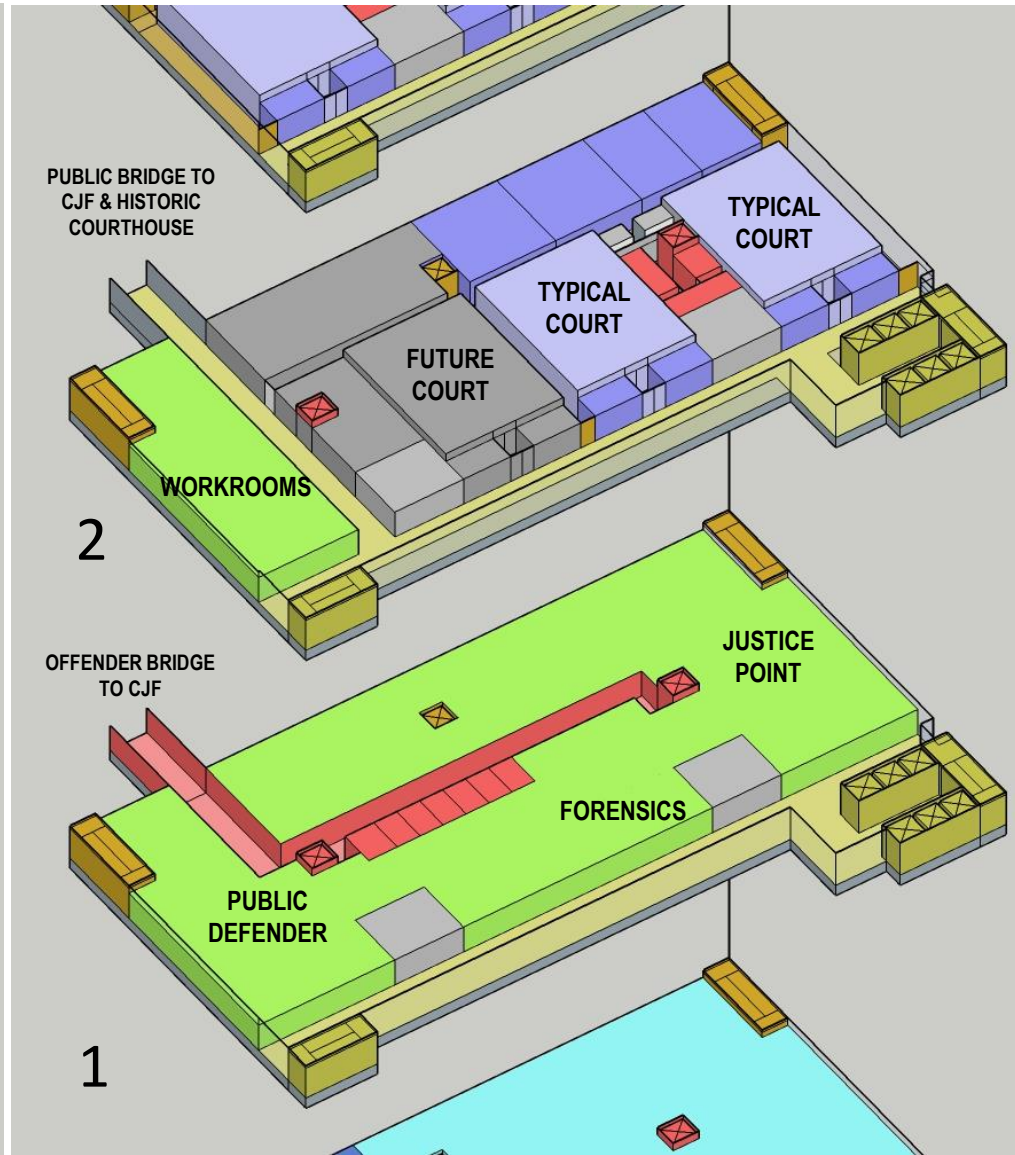 PUBLIC BRIDGE TO
CJF & HISTORIC
COURTHOUSE
TYPICAL
COURT
TYPICAL
COURT
FUTURE
COURT
WORKROOMS
2
OFFENDER BRIDGE
TO CJF
JUSTICE
POINT
FORENSICS
PUBLIC
DEFENDER
1